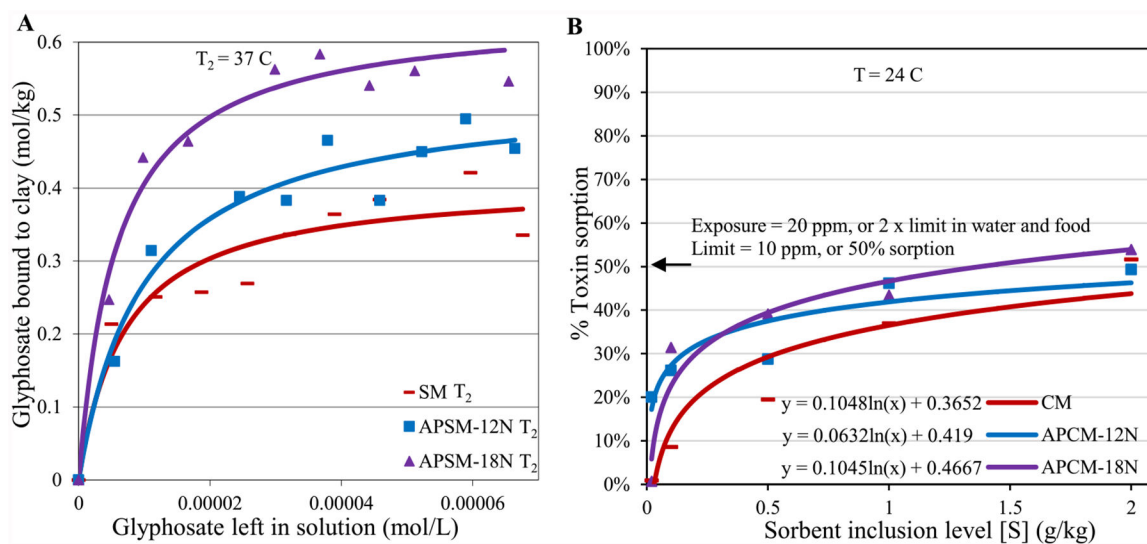 A
T₂ = 37 C
Glyphosate bound to clay (mol/kg)
0.6
0.5
0.4
0.3
0.2
0.1
0
SM T₂
APSM-12N T₂
APSM-18N T₂
0 0.00002 0.00004 0.00006
Glyphosate left in solution (mol/L)
B
T = 24 C
% Toxin sorption
100%
90%
80%
70%
60%
50%
40%
30%
20%
10%
0%
Exposure = 20 ppm, or 2 x limit in water and food
Limit = 10 ppm, or 50% sorption
y = 0.1048ln(x) + 0.3652 CM
y = 0.0632ln(x) + 0.419 APCM-12N
y = 0.1045ln(x) + 0.4667 APCM-18N
0 0.5 1 1.5 2
Sorbent inclusion level [S] (g/kg)